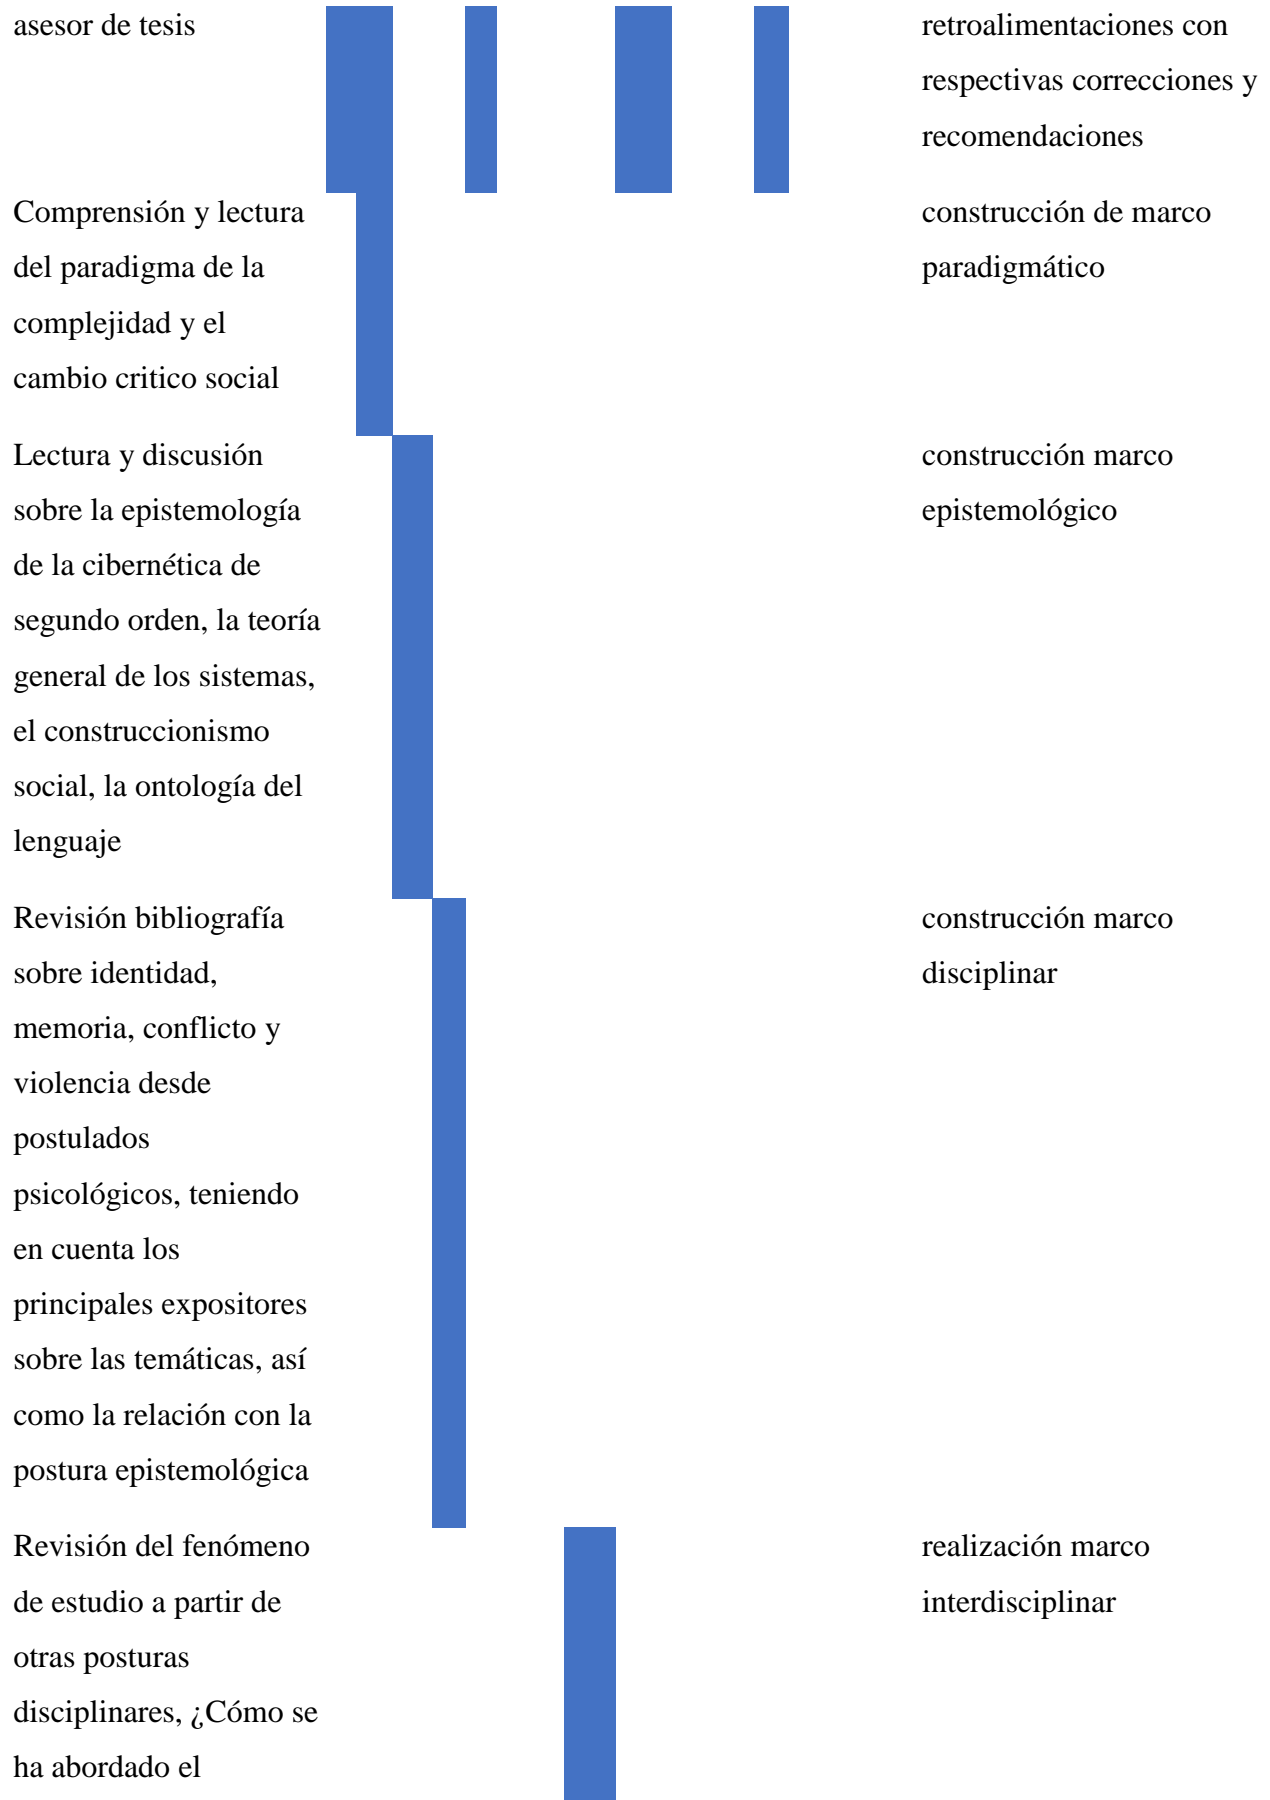 asesor de tesis
retroalimentaciones con
respectivas correcciones y
recomendaciones
Comprensión y lectura
del paradigma de la
complejidad y el
cambio critico social
construcción de marco
paradigmático
Lectura y discusión
sobre la epistemología
de la cibernética de
segundo orden, la teoría
general de los sistemas,
el construccionismo
social, la ontología del
lenguaje
construcción marco
epistemológico
Revisión bibliografía
sobre identidad,
memoria, conflicto y
violencia desde
postulados
psicológicos, teniendo
en cuenta los
principales expositores
sobre las temáticas, así
como la relación con la
postura epistemológica
construcción marco
disciplinar
Revisión del fenómeno
de estudio a partir de
otras posturas
disciplinares, ¿Cómo se
ha abordado el
realización marco
interdisciplinar